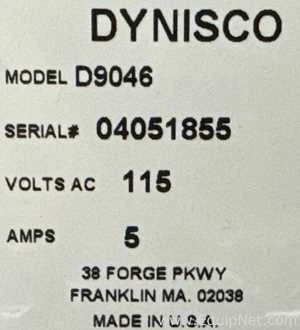 DYNISCO
MODEL D9046
SERIAL# 04051855
VOLTS AC 115
AMPS 5
38 FORGE PKWY
FRANKLIN MA. 02038
MADE IN U.S.A.